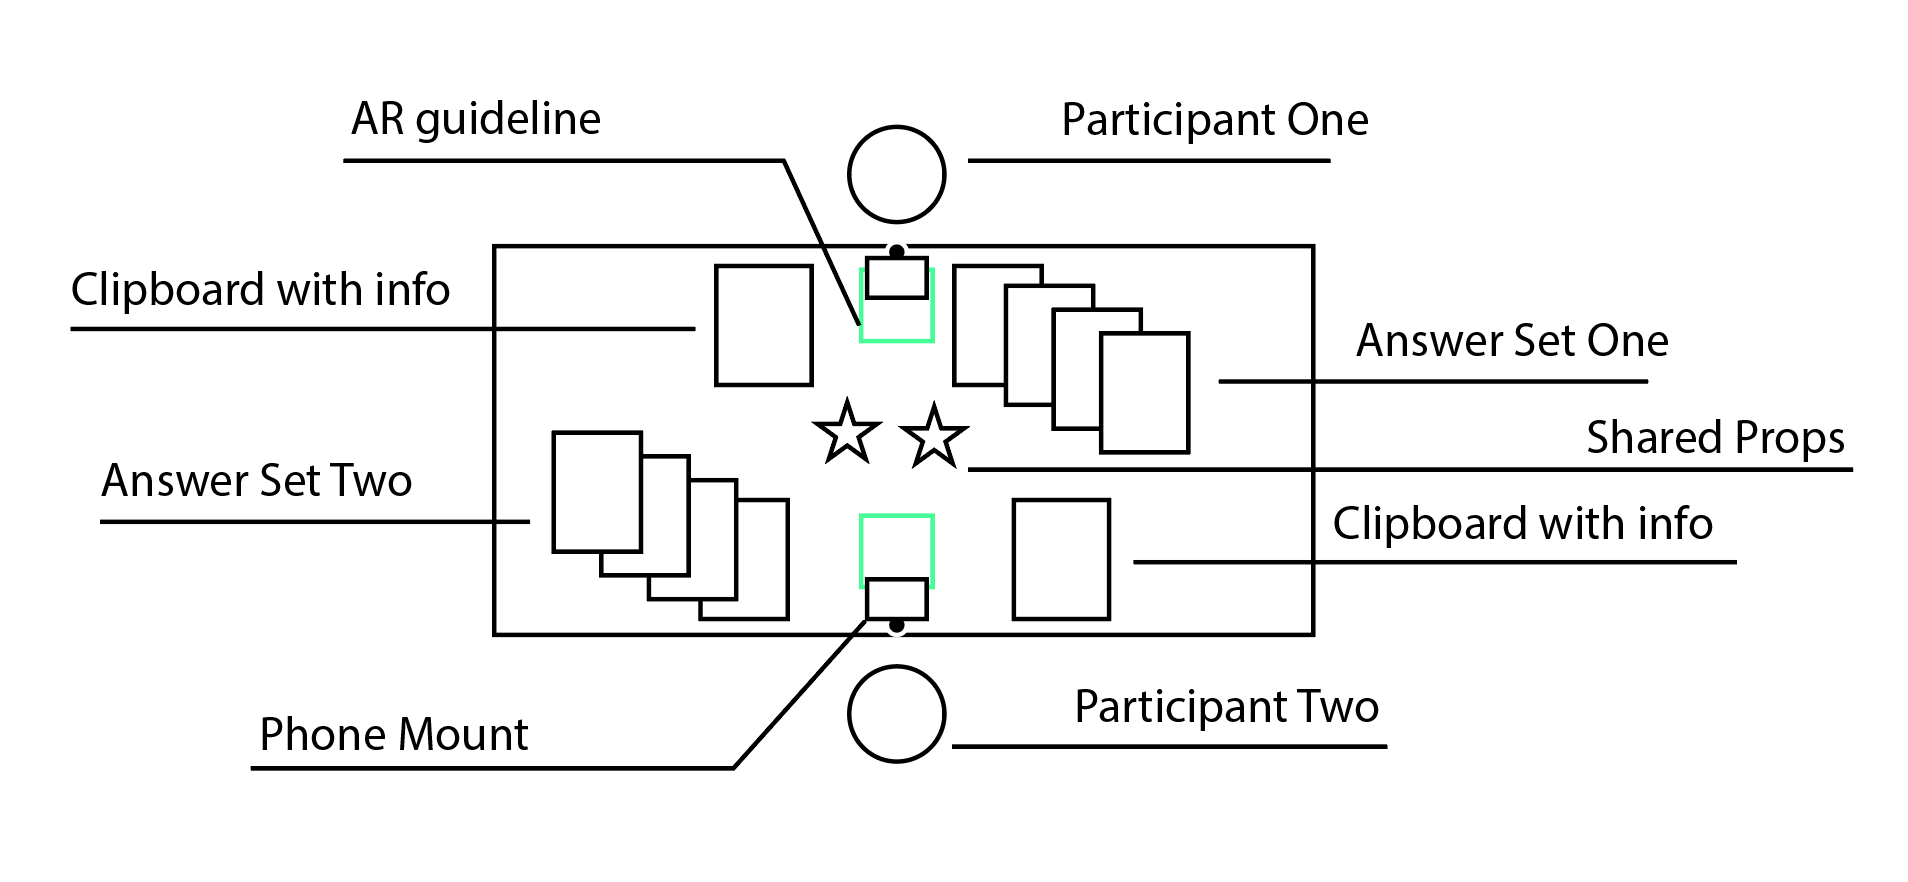 AR guideline
Participant One
Clipboard with info
Answer Set One
Shared Props
Answer Set Two
Clipboard with info
Participant Two
Phone Mount